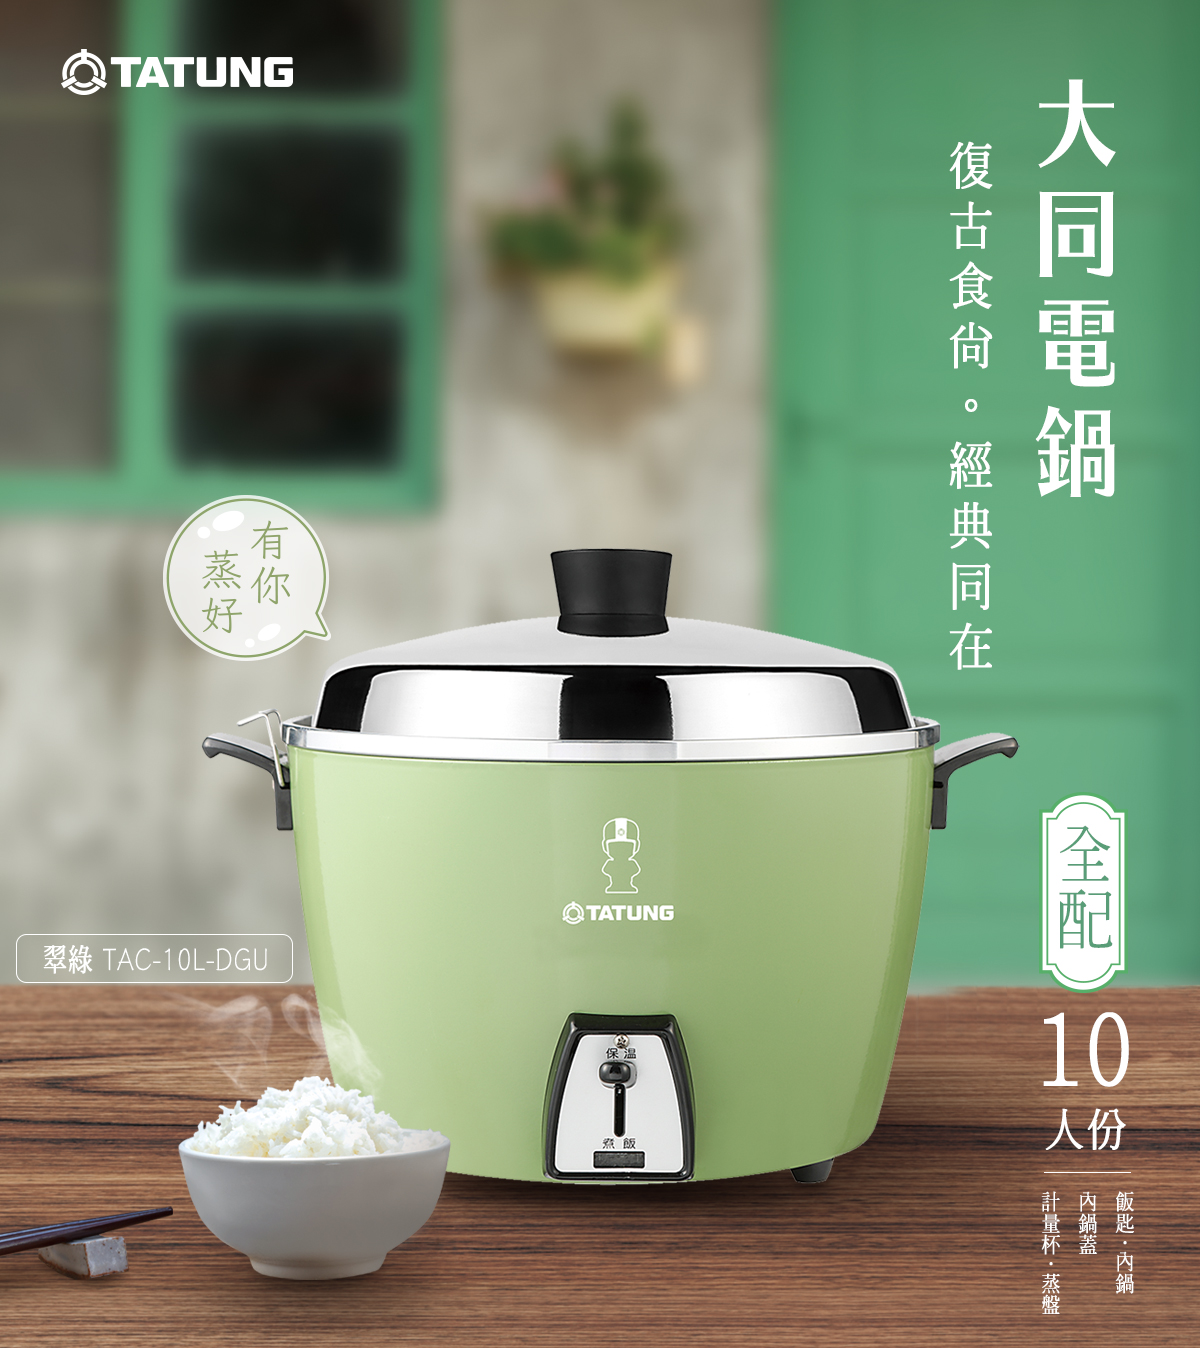 TATUNG
大同電鍋
復古食尚。經典同在
有你
蒸好
TATUNG
翠綠 TAC-10L-DGU
保溫
煮飯
全配
10
人份
飯匙·內鍋
內鍋蓋
計量杯·蒸盤